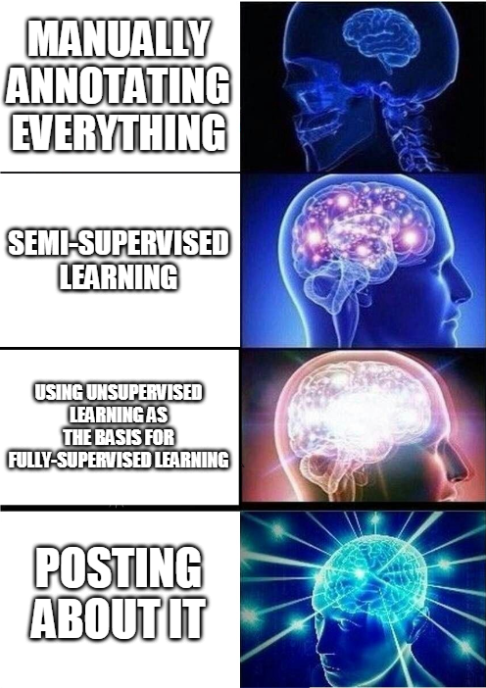 MANUALLY
ANNOTATING
EVERYTHING
SEMI-SUPERVISED
LEARNING
USING UNSUPERVISED
LEARNING AS
THE BASIS FOR
FULLY-SUPERVISED LEARNING
POSTING
ABOUT IT